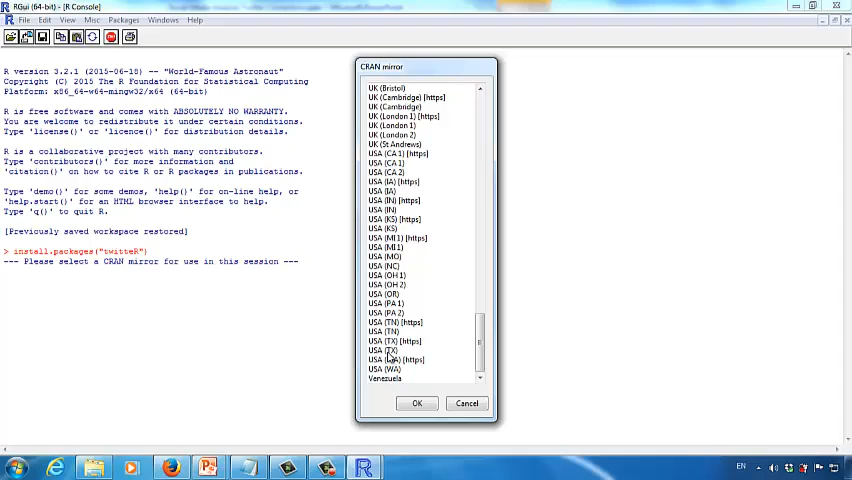 RGui (64-bit) - [R Console]
File Edit View Misc Packages Windows Help
R version 3.2.1 (2015-06-18) -- "World-Famous Astronaut"
Copyright (C) 2015 The R Foundation for Statistical Computing
Platform: x86_64-w64-mingw32/x64 (64-bit)
R is free software and comes with ABSOLUTELY NO WARRANTY.
You are welcome to redistribute it under certain conditions.
Type 'license()' or 'licence()' for distribution details.
R is a collaborative project with many contributors.
Type 'contributors()' for more information and
'citation()' on how to cite R or R packages in publications.
Type 'demo()' for some demos, 'help()' for on-line help, or
'help.start()' for an HTML browser interface to help.
Type 'q()' to quit R.
[Previously saved workspace restored]
> install.packages("twitteR")
--- Please select a CRAN mirror for use in this session ---
CRAN mirror
UK (Bristol)
UK (Cambridge) [https]
UK (Cambridge)
UK (London 1) [https]
UK (London 1)
UK (London 2)
UK (St Andrews)
USA (CA 1) [https]
USA (CA 1)
USA (CA 2)
USA (IA) [https]
USA (IA)
USA (IN) [https]
USA (IN)
USA (KS) [https]
USA (KS)
USA (MI 1) [https]
USA (MI 1)
USA (MO)
USA (NC)
USA (OH 1)
USA (OH 2)
USA (OR)
USA (PA 1)
USA (PA 2)
USA (TN) [https]
USA (TN)
USA (TX) [https]
USA (TX)
USA (WA) [https]
USA (WA)
Venezuela
OK Cancel
EN